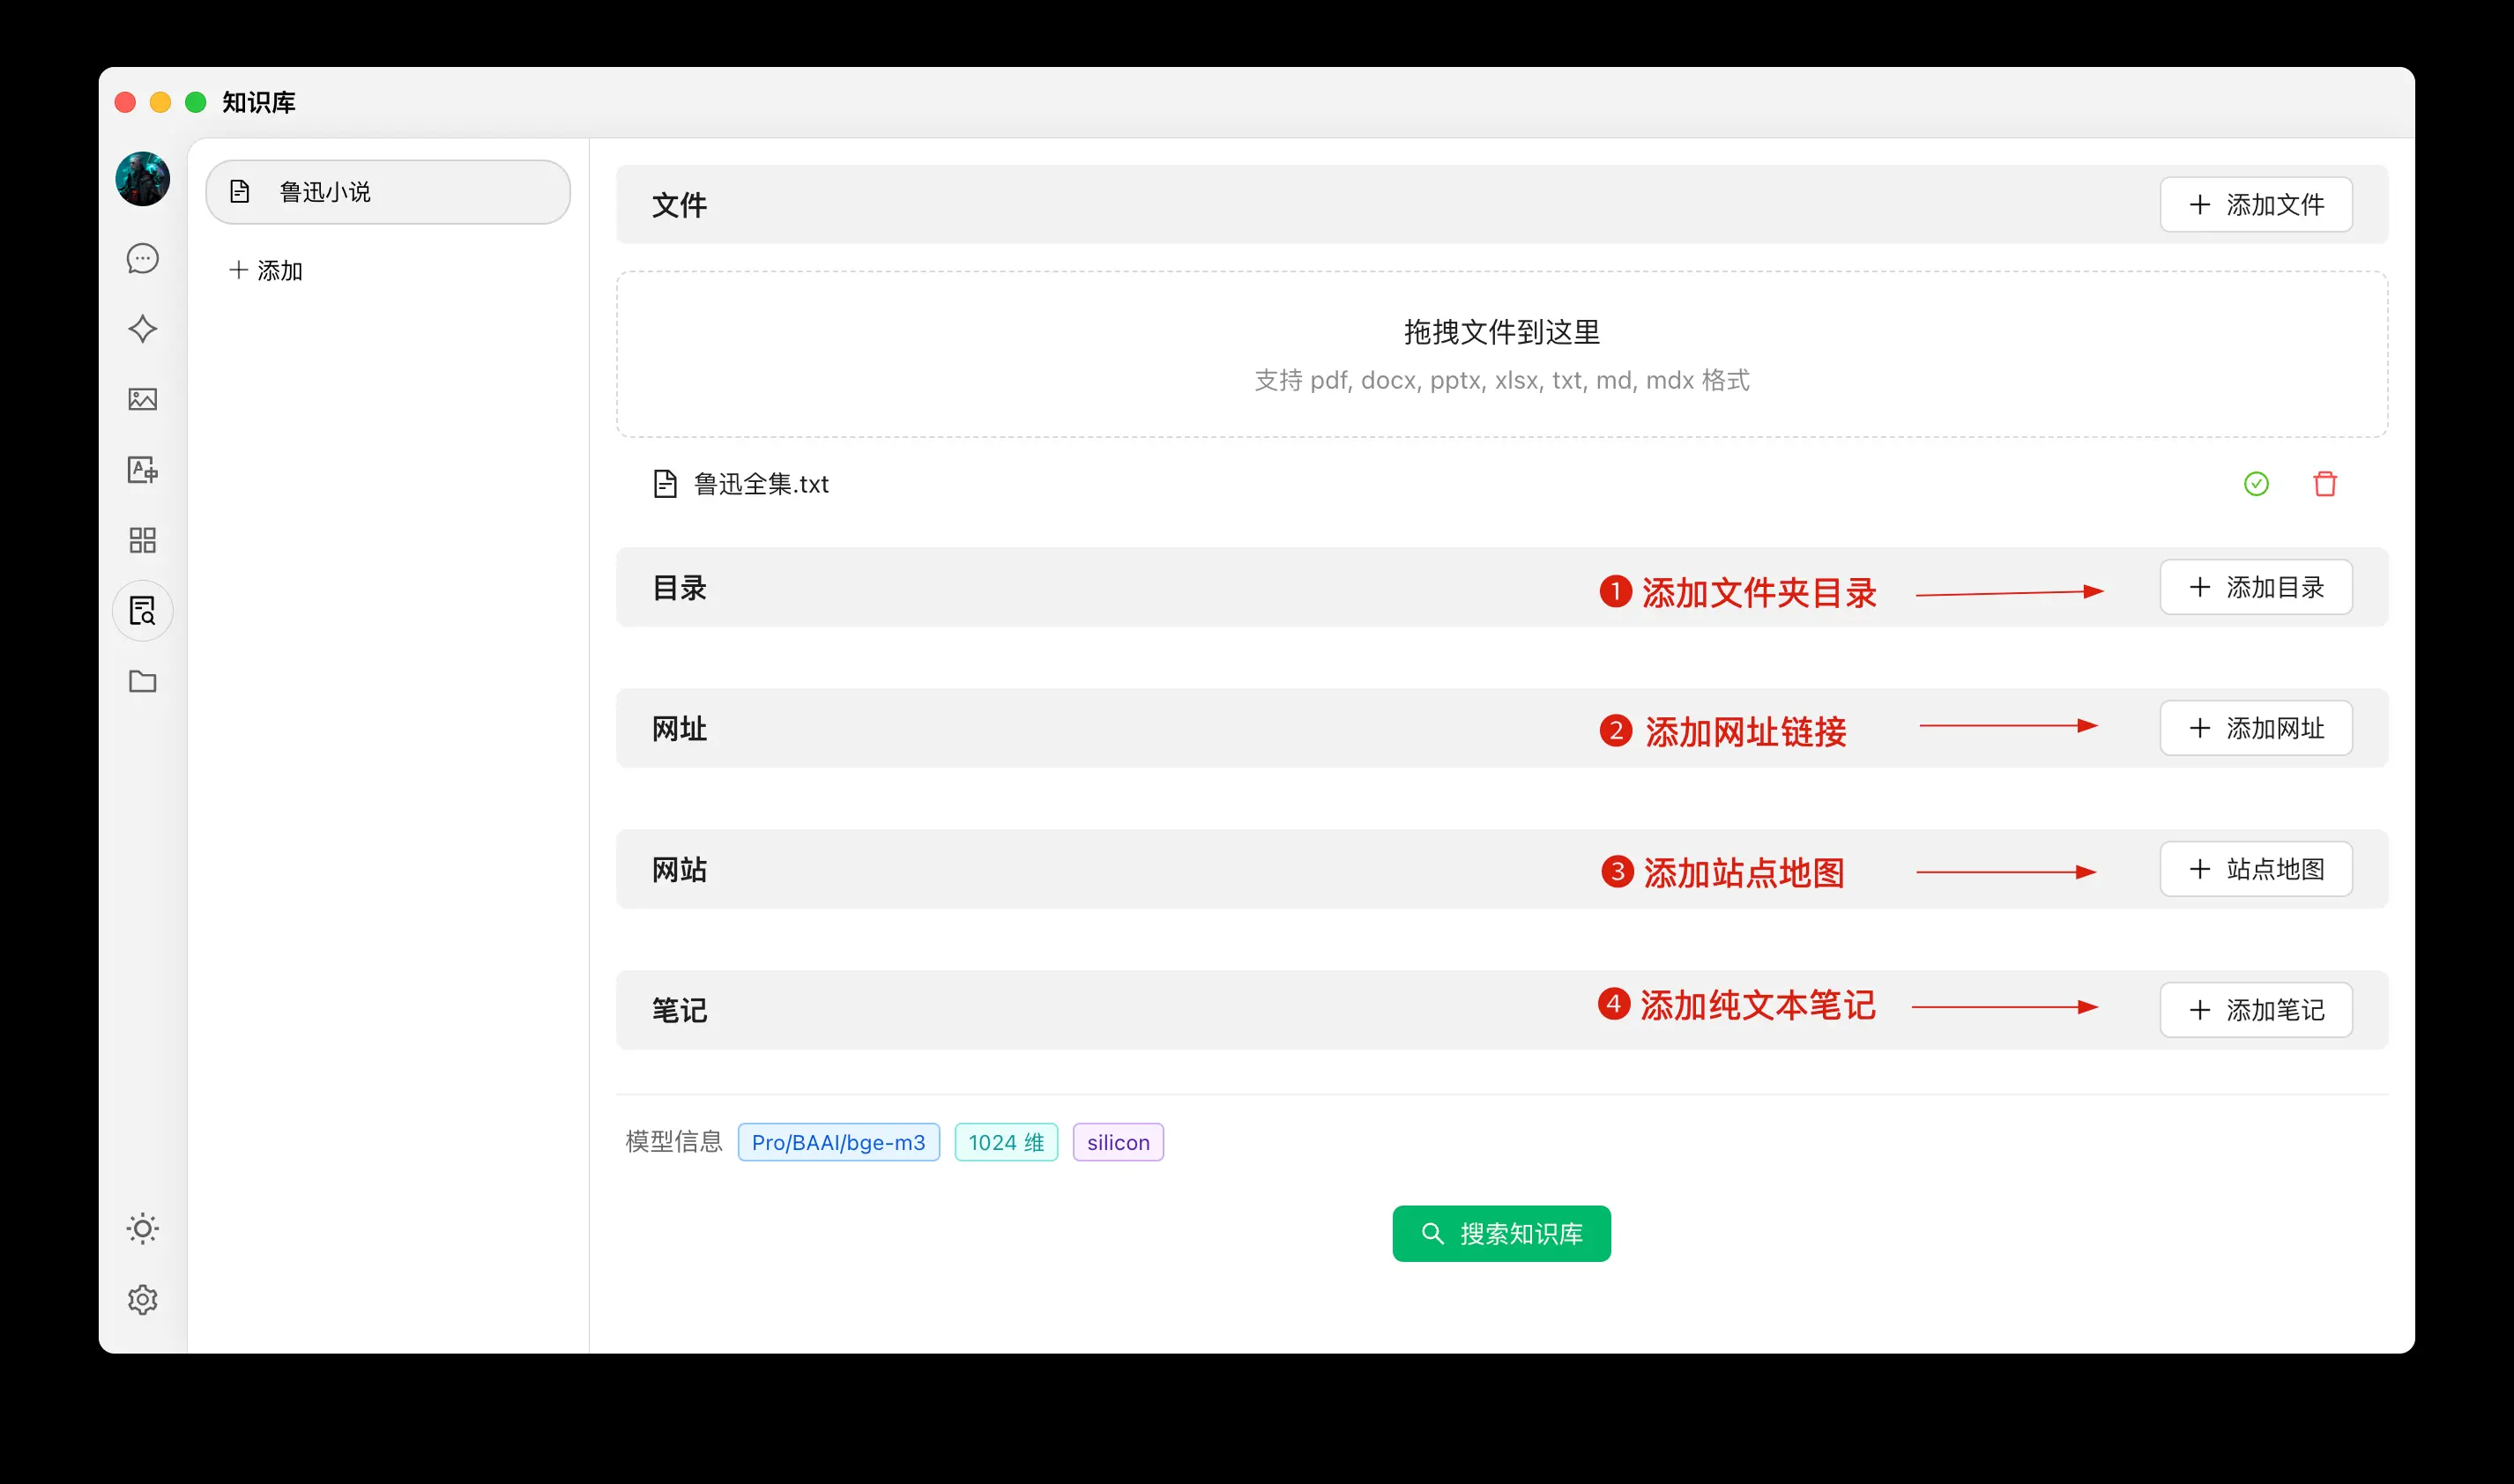 知识库
鲁迅小说
添加
文件
添加文件
拖拽文件到这里
支持 pdf, docx, pptx, xlsx, txt, md, mdx 格式
鲁迅全集.txt
目录
❶ 添加文件夹目录
添加目录
网址
❷ 添加网址链接
添加网址
网站
❸ 添加站点地图
站点地图
笔记
❹ 添加纯文本笔记
添加笔记
模型信息 Pro/BAAI/bge-m3 1024 维 silicon
搜索知识库